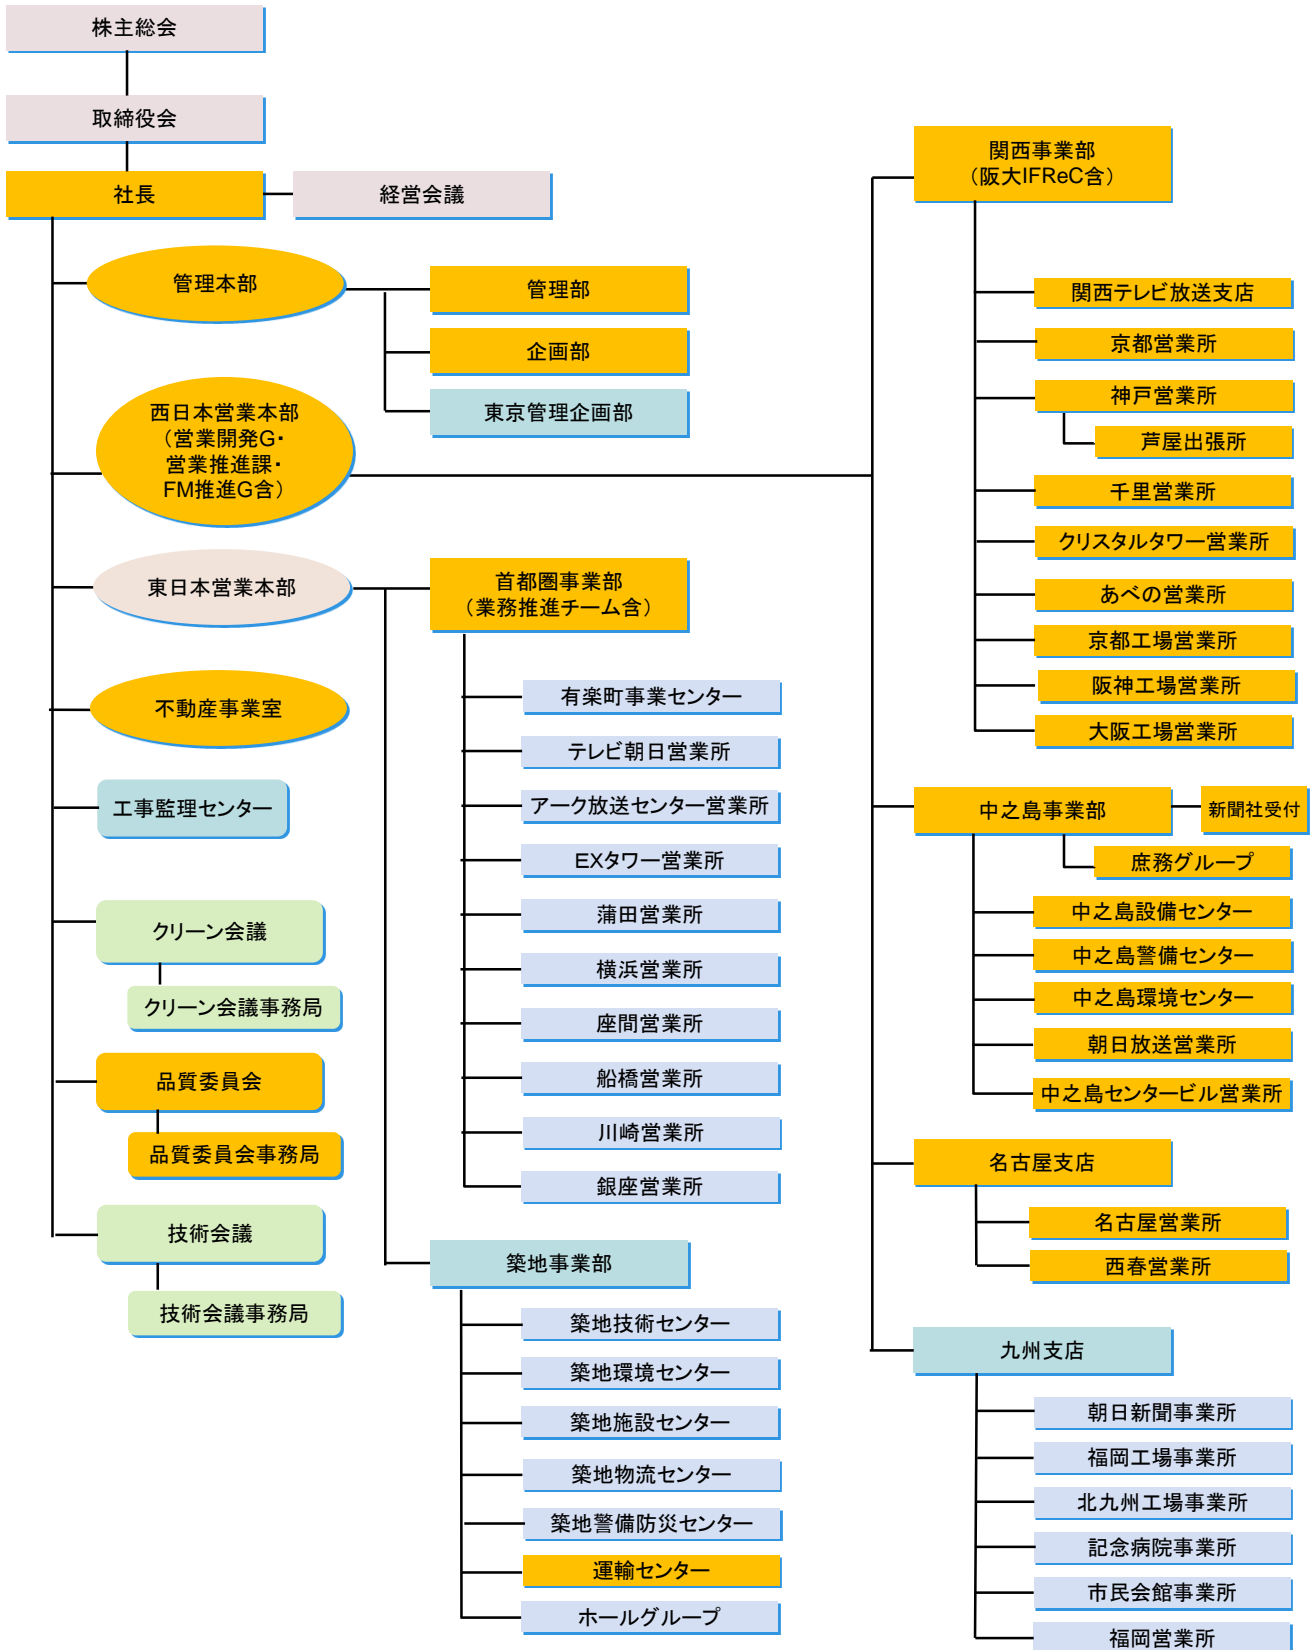 株主総会
取締役会
社長
経営会議
管理本部
管理部
企画部
東京管理企画部
西日本営業本部
（営業開発G・
営業推進課・
FM推進G含）
東日本営業本部
首都圏事業部
（業務推進チーム含）
有楽町事業センター
テレビ朝日営業所
アーク放送センター営業所
EXタワー営業所
蒲田営業所
横浜営業所
座間営業所
船橋営業所
川崎営業所
銀座営業所
築地事業部
築地技術センター
築地環境センター
築地施設センター
築地物流センター
築地警備防災センター
運輸センター
ホールグループ
不動産事業室
工事監理センター
クリーン会議
クリーン会議事務局
品質委員会
品質委員会事務局
技術会議
技術会議事務局
関西事業部
（阪大IFReC含）
関西テレビ放送支店
京都営業所
神戸営業所
芦屋出張所
千里営業所
クリスタルタワー営業所
あべの営業所
京都工場営業所
阪神工場営業所
大阪工場営業所
中之島事業部
新聞社受付
庶務グループ
中之島設備センター
中之島警備センター
中之島環境センター
朝日放送営業所
中之島センタービル営業所
名古屋支店
名古屋営業所
西春営業所
九州支店
朝日新聞事業所
福岡工場事業所
北九州工場事業所
記念病院事業所
市民会館事業所
福岡営業所